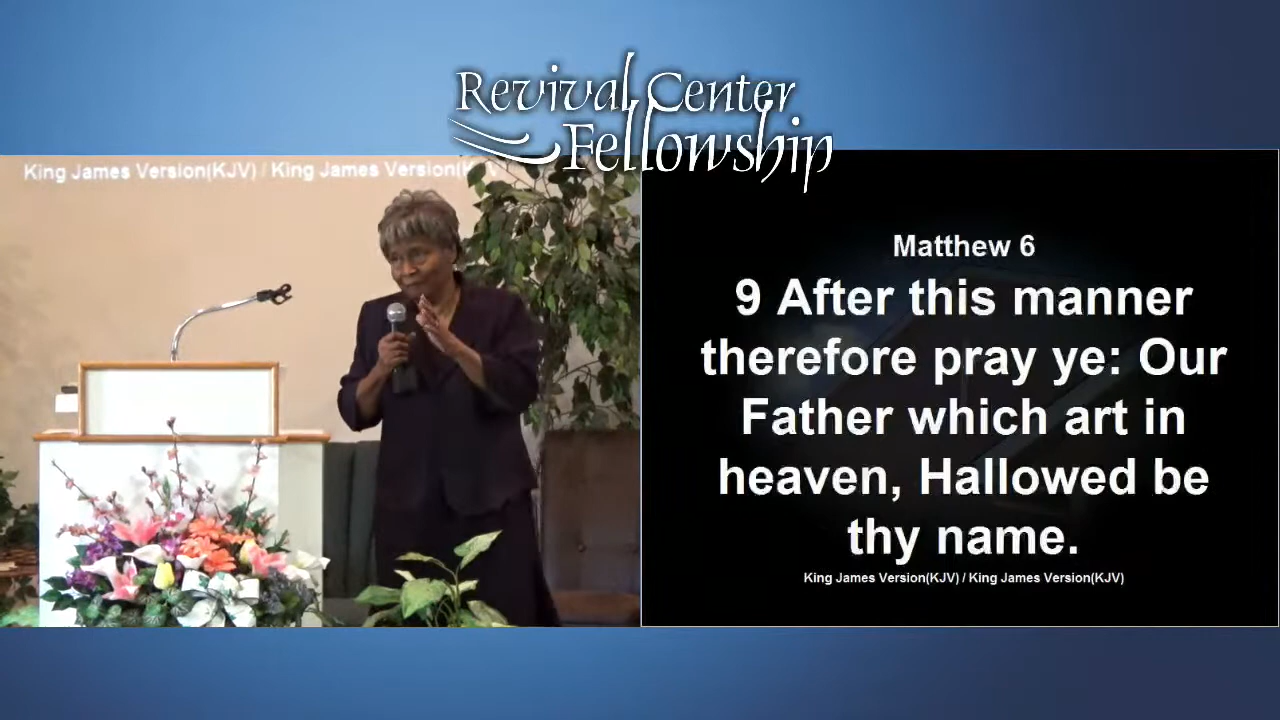 Revival Center
Fellowship
King James Version(KJV) / King James Version(K
Matthew 6
9 After this manner
therefore pray ye: Our
Father which art in
heaven, Hallowed be
thy name.
King James Version(KJV) / King James Version(KJV)